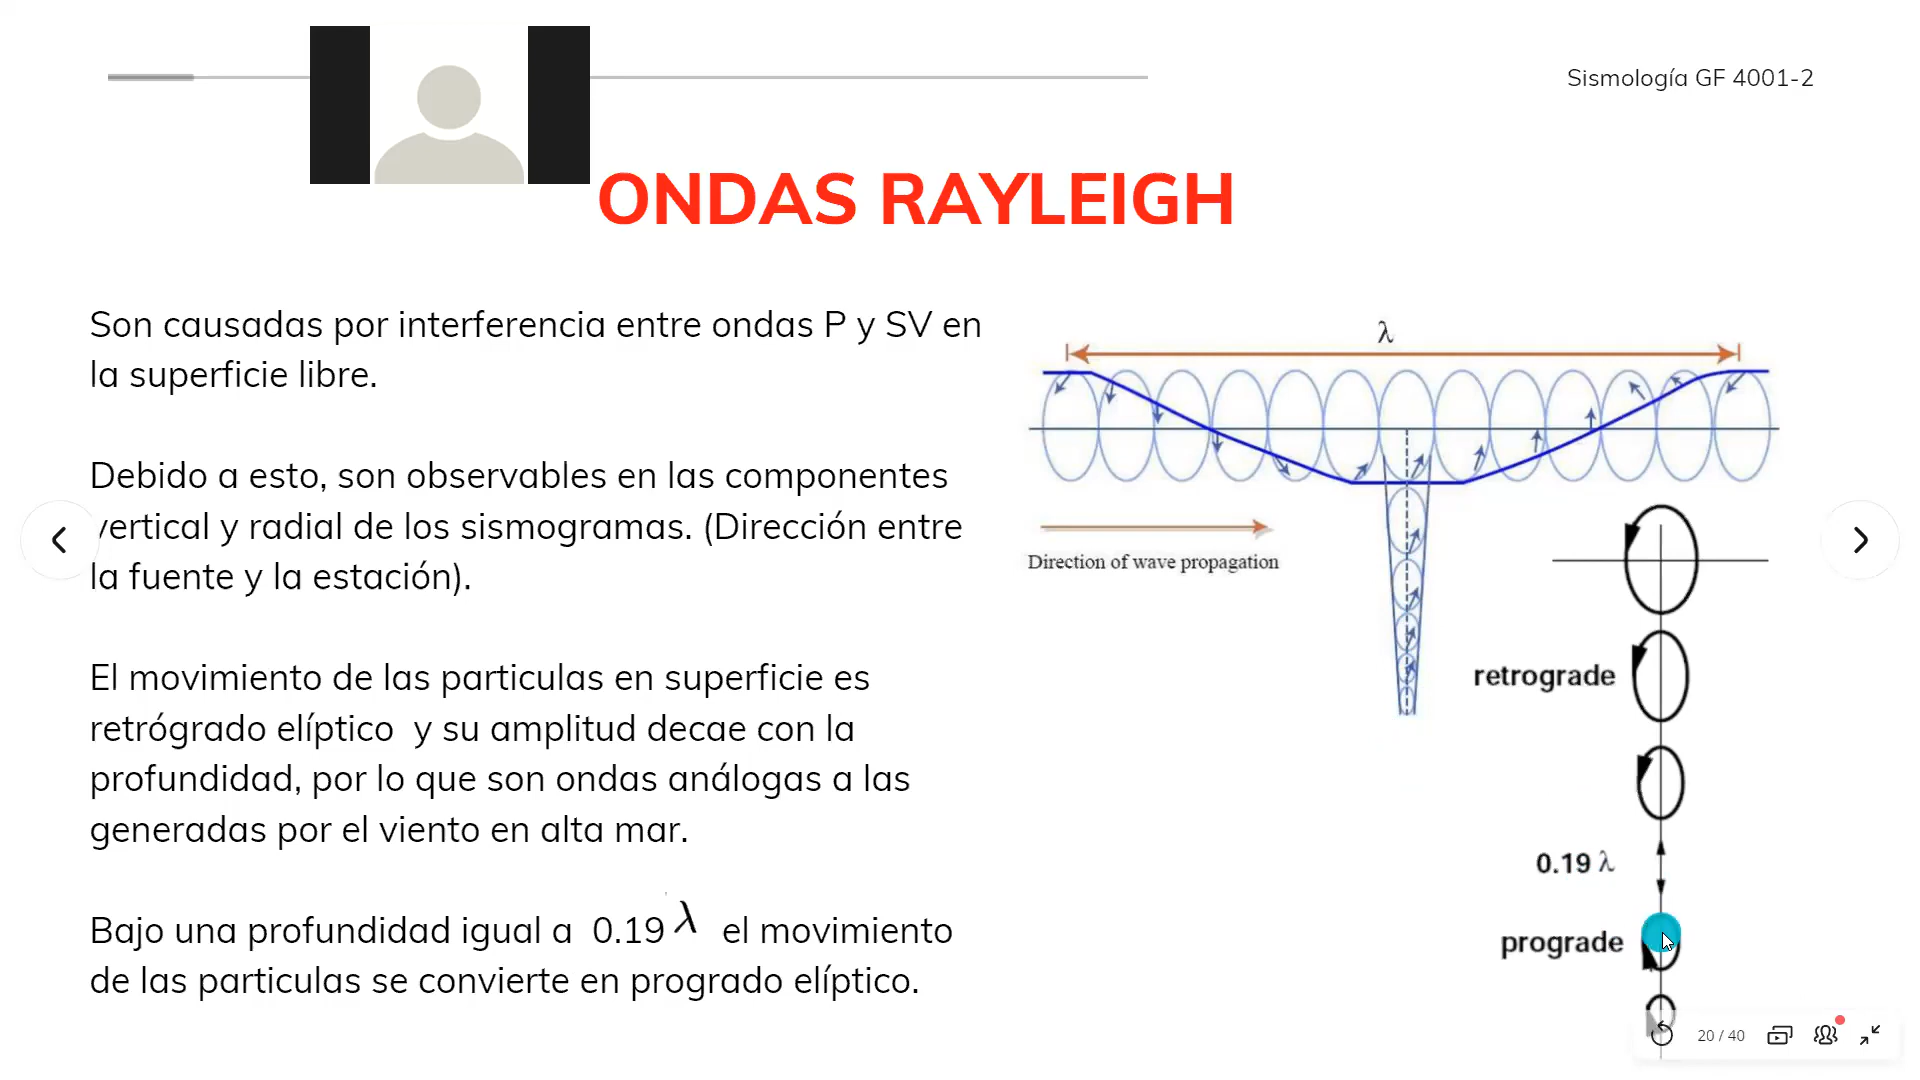 Sismología GF 4001-2
ONDAS RAYLEIGH
Son causadas por interferencia entre ondas P y SV en
la superficie libre.
Debido a esto, son observables en las componentes
vertical y radial de los sismogramas. (Dirección entre
la fuente y la estación).
El movimiento de las particulas en superficie es
retrógrado elíptico y su amplitud decae con la
profundidad, por lo que son ondas análogas a las
generadas por el viento en alta mar.
Bajo una profundidad igual a 0.19 λ el movimiento
de las particulas se convierte en progrado elíptico.
λ
Direction of wave propagation
retrograde
0.19 λ
prograde
20 / 40